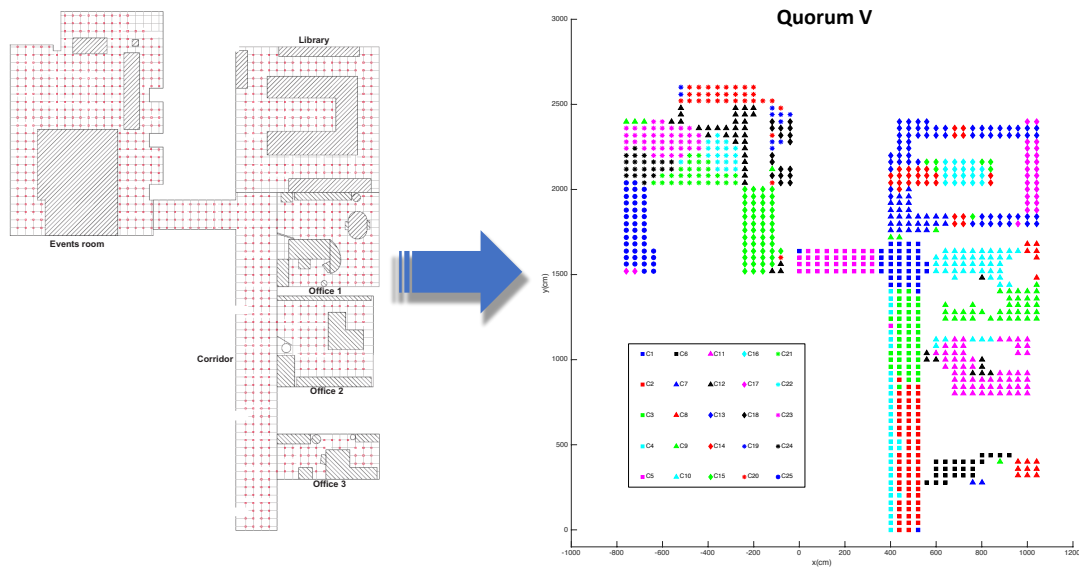 Library
Events room
Office 1
Corridor
Office 2
Office 3
Quorum V
3000
2500
2000
1500
1000
500
0
y(cm)
-1000
-800
-600
-400
-200
0
200
400
600
800
1000
1200
x(cm)
C1
C6
C11
C16
C21
C2
C7
C12
C17
C22
C3
C8
C13
C18
C23
C4
C9
C14
C19
C24
C5
C10
C15
C20
C25